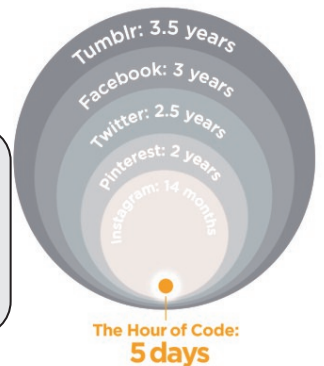 Tumblr: 3.5 years
Facebook: 3 years
Twitter: 2.5 years
Pinterest: 2 years
Instagram: 14 months
The Hour of Code:
5 days